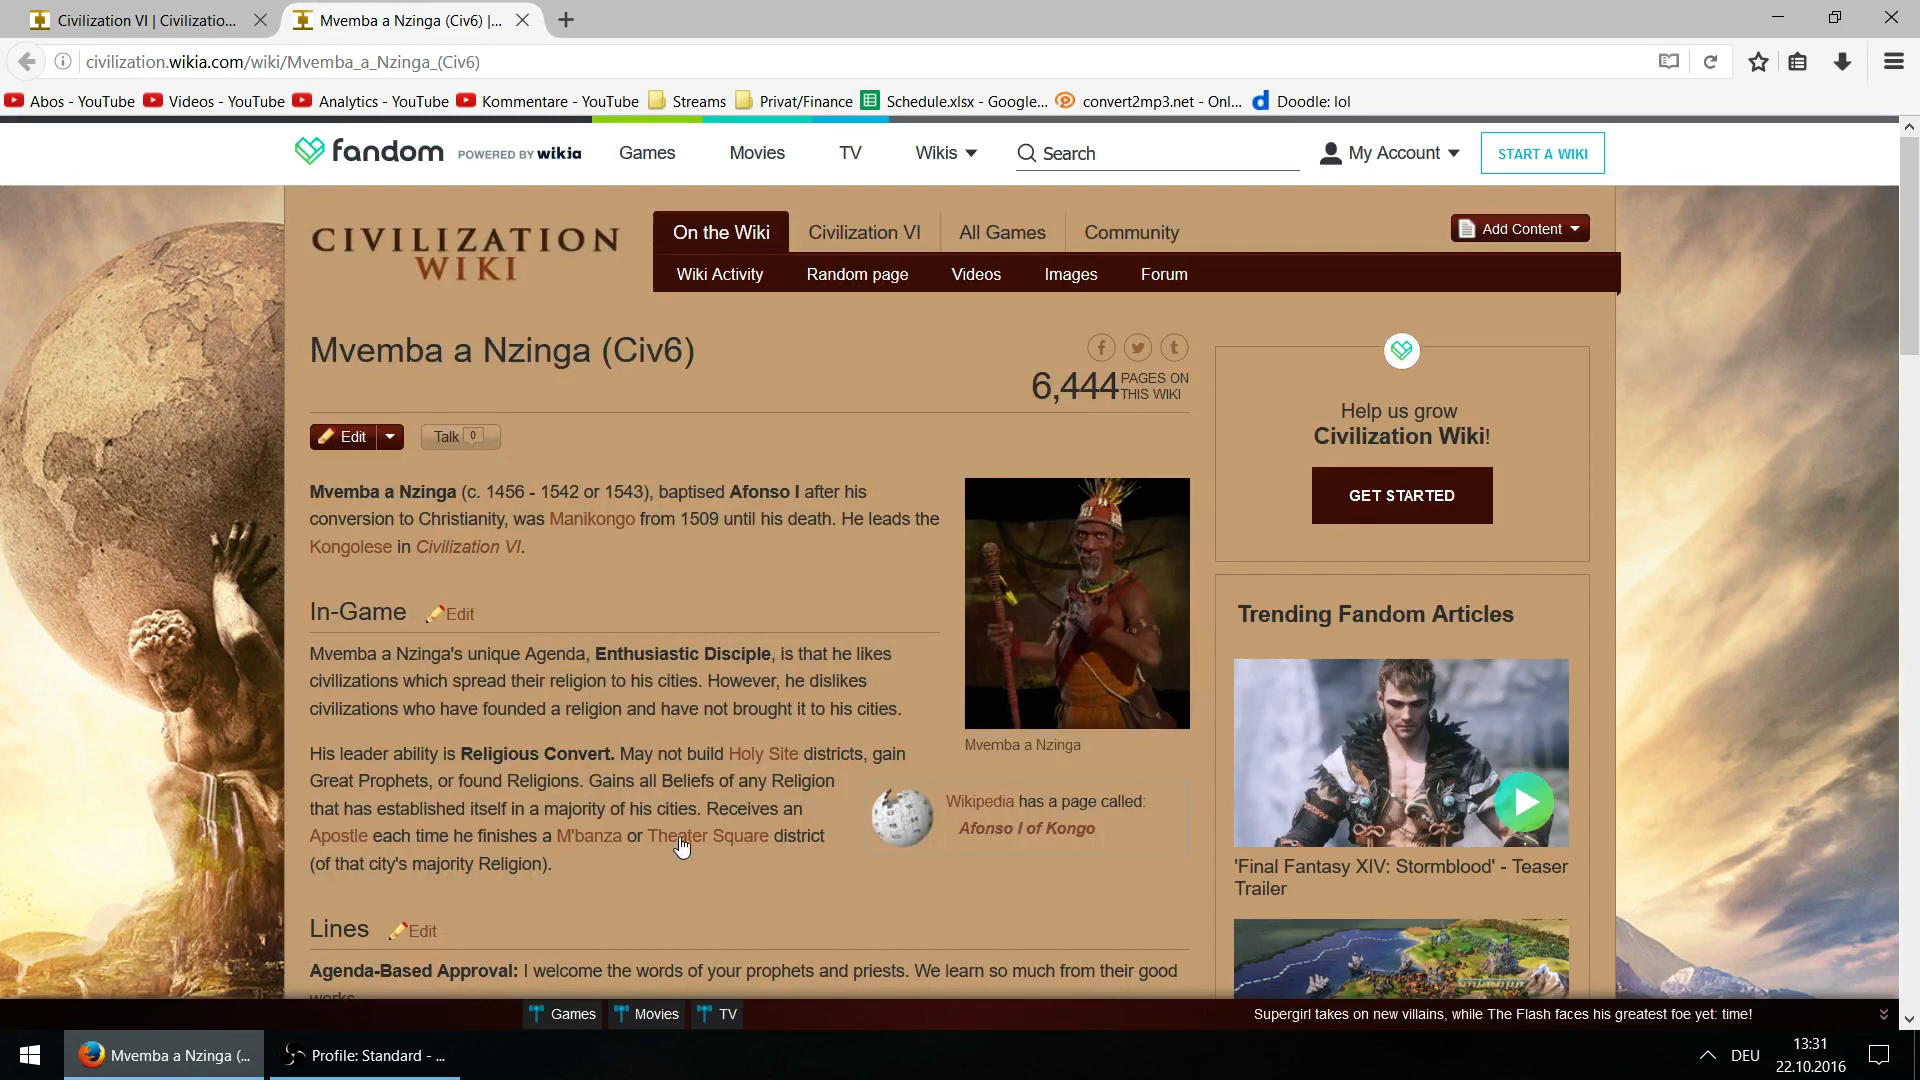 Civilization VI | Civilizatio...
Mvemba a Nzinga (Civ6) |...
civilization.wikia.com/wiki/Mvemba_a_Nzinga_(Civ6)
Abos - YouTube Videos - YouTube Analytics - YouTube Kommentare - YouTube Streams Privat/Finance Schedule.xlsx - Google... convert2mp3.net - Onl... Doodle: lol
fandom POWERED BY wikia Games Movies TV Wikis Search My Account START A WIKI
CIVILIZATION
WIKI
On the Wiki Civilization VI All Games Community Add Content
Wiki Activity Random page Videos Images Forum
Mvemba a Nzinga (Civ6)
6,444 PAGES ON
THIS WIKI
Edit Talk 0
Mvemba a Nzinga (c. 1456 - 1542 or 1543), baptised Afonso I after his
conversion to Christianity, was Manikongo from 1509 until his death. He leads the
Kongolese in Civilization VI.
In-Game Edit
Mvemba a Nzinga's unique Agenda, Enthusiastic Disciple, is that he likes
civilizations which spread their religion to his cities. However, he dislikes
civilizations who have founded a religion and have not brought it to his cities.
His leader ability is Religious Convert. May not build Holy Site districts, gain
Great Prophets, or found Religions. Gains all Beliefs of any Religion
that has established itself in a majority of his cities. Receives an
Apostle each time he finishes a M'banza or Theater Square district
(of that city's majority Religion).
Mvemba a Nzinga
Wikipedia has a page called:
Afonso I of Kongo
Lines Edit
Agenda-Based Approval: I welcome the words of your prophets and priests. We learn so much from their good
works.
Help us grow
Civilization Wiki!
GET STARTED
Trending Fandom Articles
'Final Fantasy XIV: Stormblood' - Teaser
Trailer
Games Movies TV
Supergirl takes on new villains, while The Flash faces his greatest foe yet: time!
Mvemba a Nzinga (...
Profile: Standard - ...
DEU
13:31
22.10.2016